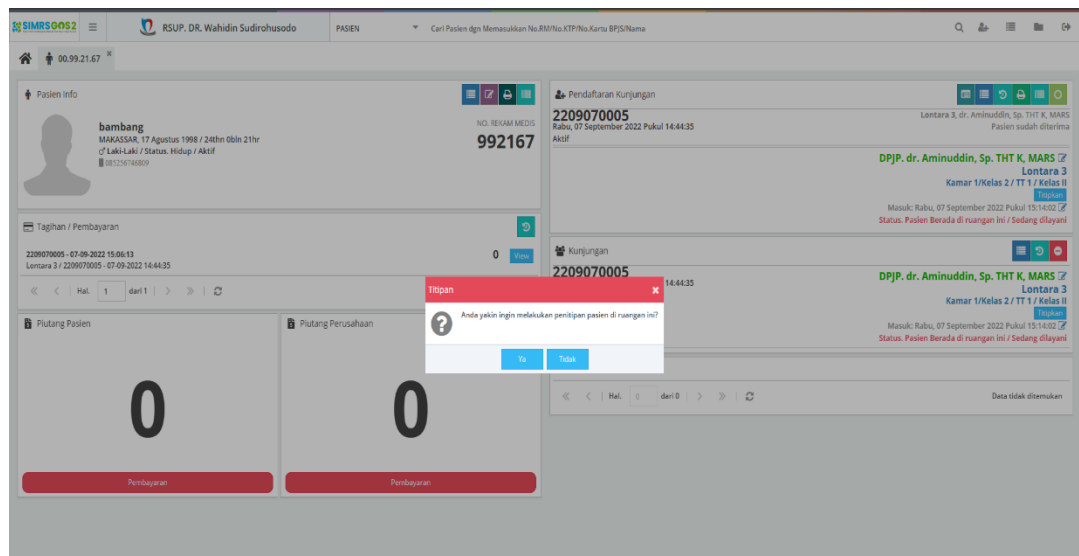 SIMRSGOS2
RSUP. DR. Wahidin Sudirohusodo
PASIEN
Cari Pasien dgn Memasukkan No.RM/No.KTP/No.Kartu BPJS/Nama
00.99.21.67
Pasien Info
bambang
MAKASSAR, 17 Agustus 1998 / 24thn 0bln 21hr
Laki-Laki / Status. Hidup / Aktif
083256746809
NO. REKAM MEDIS
992167
Tagihan / Pembayaran
2209070005 - 07-09-2022 15:06:13
Lontara 3 / 2209070005 - 07-09-2022 14:44:35
0 View
Hal. 1 dari 1
Piutang Pasien
0
Pembayaran
Piutang Perusahaan
0
Pembayaran
Pendaftaran Kunjungan
2209070005
Rabu, 07 September 2022 Pukul 14:44:35
Aktif
Lontara 3, dr. Aminuddin, Sp. THT K, MARS
Pasien sudah diterima
DPJP. dr. Aminuddin, Sp. THT K, MARS
Lontara 3
Kamar 1/Kelas 2 / TT 1 / Kelas II
Titipkan
Masuk: Rabu, 07 September 2022 Pukul 15:14:02
Status. Pasien Berada di ruangan ini / Sedang dilayani
Kunjungan
2209070005
14:44:35
DPJP. dr. Aminuddin, Sp. THT K, MARS
Lontara 3
Kamar 1/Kelas 2 / TT 1 / Kelas II
Titipkan
Masuk: Rabu, 07 September 2022 Pukul 15:14:02
Status. Pasien Berada di ruangan ini / Sedang dilayani
Hal. 0 dari 0
Data tidak ditemukan
Titipan
Anda yakin ingin melakukan penitipan pasien di ruangan ini?
Ya
Tidak